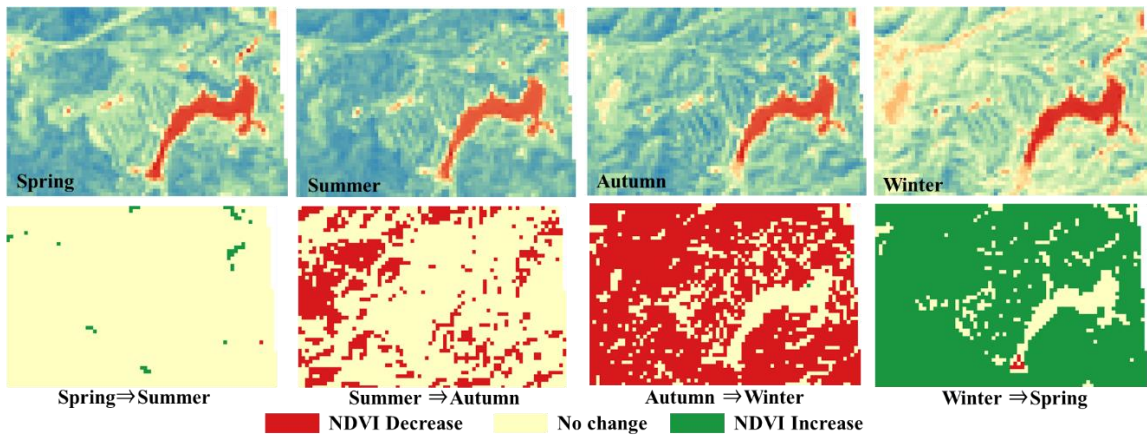 Spring
Summer
Autumn
Winter
Spring⇒Summer
Summer ⇒Autumn
Autumn ⇒Winter
Winter ⇒Spring
NDVI Decrease
No change
NDVI Increase